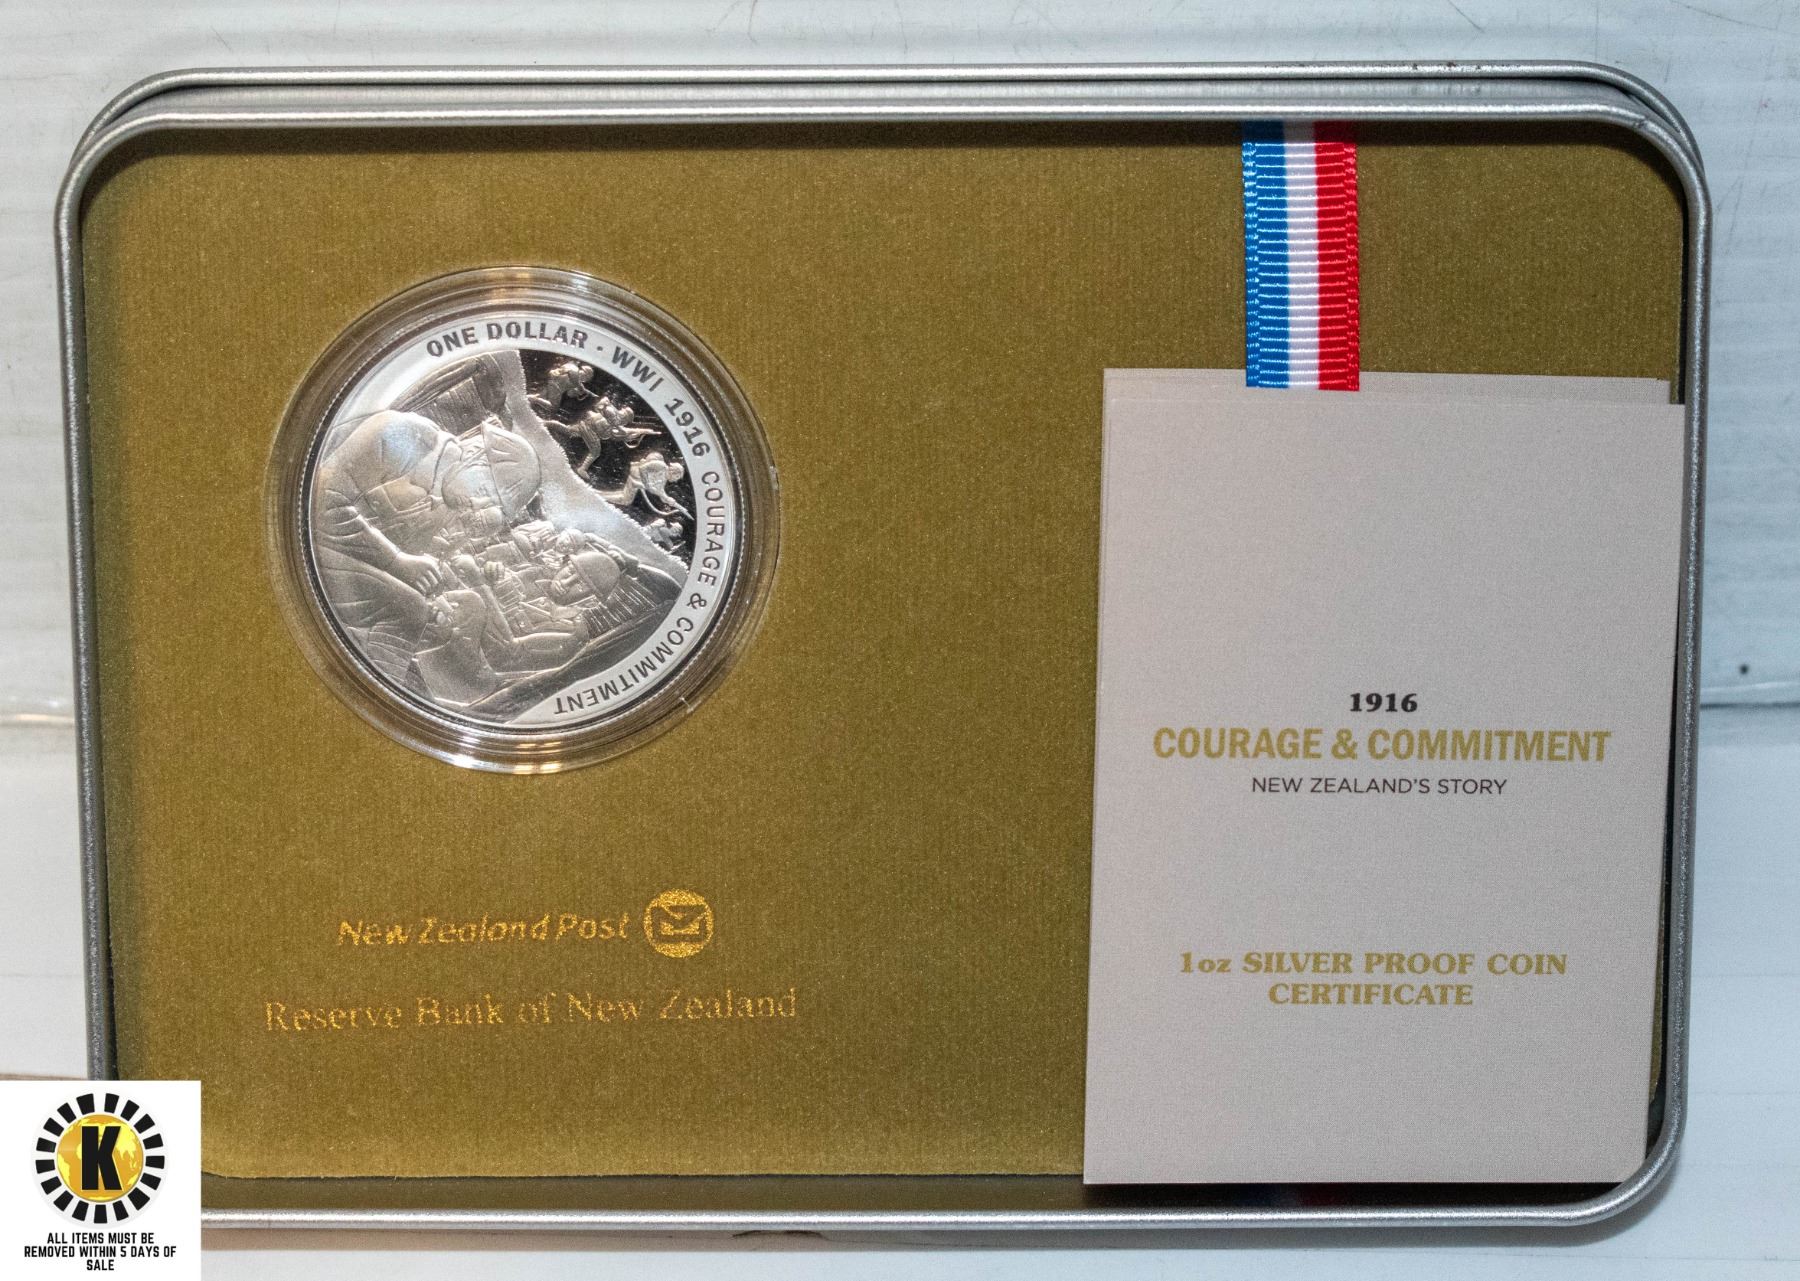 ONE DOLLAR · WWI 1916 COURAGE & COMMITMENT
New Zealand Post
Reserve Bank of New Zealand
1916
COURAGE & COMMITMENT
NEW ZEALAND'S STORY
1oz SILVER PROOF COIN
CERTIFICATE
K
ALL ITEMS MUST BE
REMOVED WITHIN 5 DAYS OF
SALE